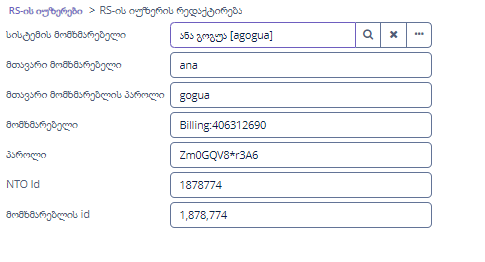 RS-ის იუზერები > RS-ის იუზერის რედაქტირება
სისტემის მომხმარებელი ანა გოგუა [agogua]
მთავარი მომხმარებელი ana
მთავარი მომხმარებლის პაროლი gogua
მომხმარებელი Billing:406312690
პაროლი Zm0GQV8*r3A6
NTO Id 1878774
მომხმარებლის id 1,878,774